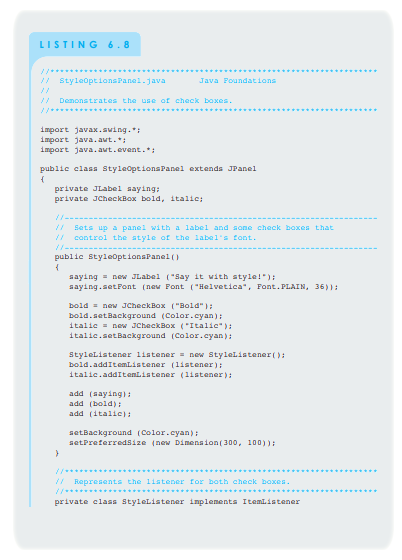 LISTING 6.8
//********************************************************************
//  StyleOptionsPanel.java       Java Foundations
//
//  Demonstrates the use of check boxes.
//********************************************************************
import javax.swing.*;
import java.awt.*;
import java.awt.event.*;
public class StyleOptionsPanel extends JPanel
{
   private JLabel saying;
   private JCheckBox bold, italic;
   //-----------------------------------------------------------------
   //  Sets up a panel with a label and some check boxes that
   //  control the style of the label's font.
   //-----------------------------------------------------------------
   public StyleOptionsPanel()
   {
      saying = new JLabel ("Say it with style!");
      saying.setFont (new Font ("Helvetica", Font.PLAIN, 36));
      bold = new JCheckBox ("Bold");
      bold.setBackground (Color.cyan);
      italic = new JCheckBox ("Italic");
      italic.setBackground (Color.cyan);
      StyleListener listener = new StyleListener();
      bold.addItemListener (listener);
      italic.addItemListener (listener);
      add (saying);
      add (bold);
      add (italic);
      setBackground (Color.cyan);
      setPreferredSize (new Dimension(300, 100));
   }
   //*****************************************************************
   //  Represents the listener for both check boxes.
   //*****************************************************************
   private class StyleListener implements ItemListener